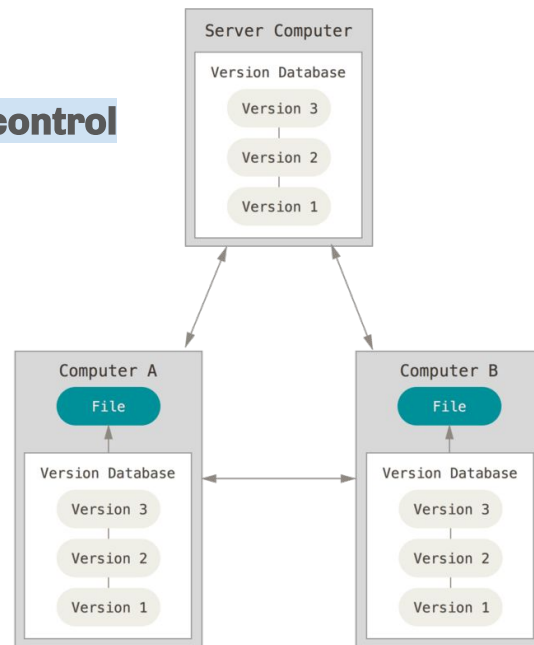 Server Computer
Version Database
control
Version 3
Version 2
Version 1
Computer A
File
Version Database
Version 3
Version 2
Version 1
Computer B
File
Version Database
Version 3
Version 2
Version 1